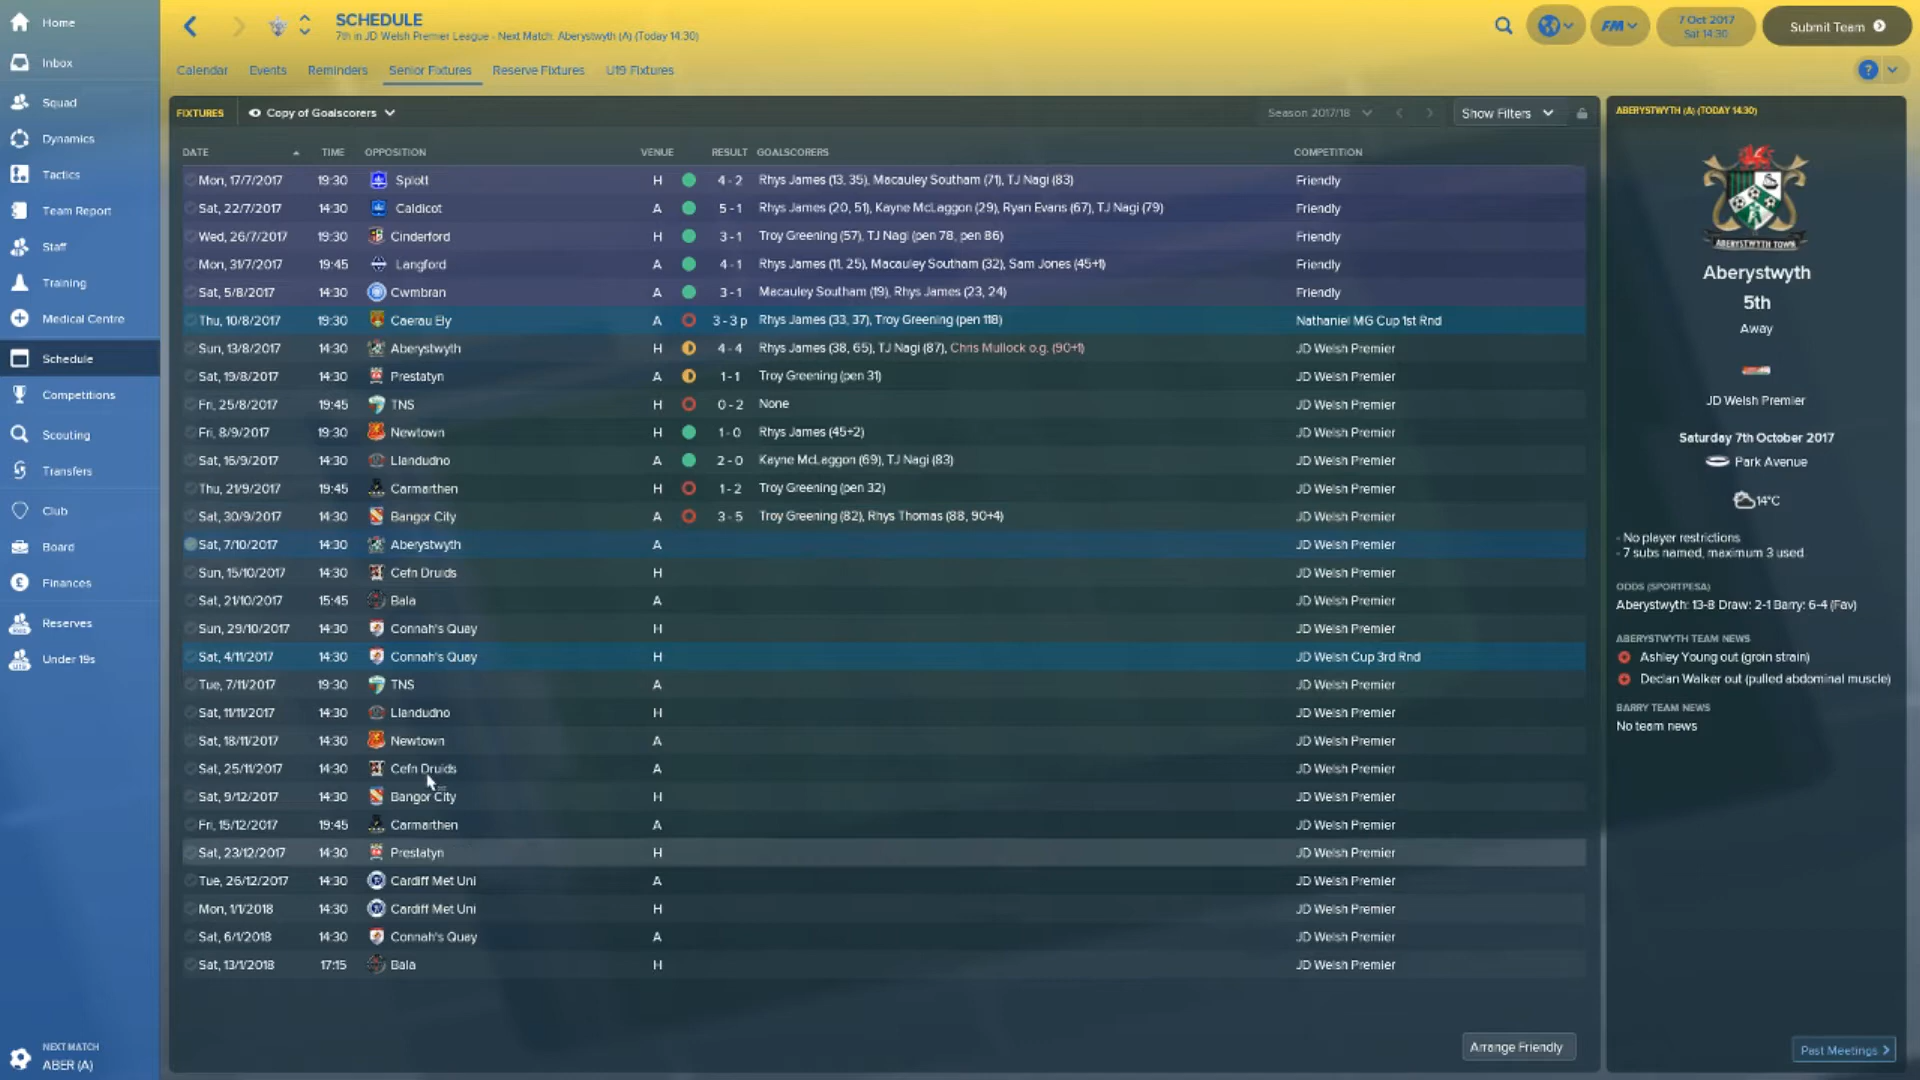 Home
Inbox
Squad
Dynamics
Tactics
Team Report
Staff
Training
Medical Centre
Schedule
Competitions
Scouting
Transfers
Club
Board
Finances
Reserves
Under 19s
NEXT MATCH
ABER (A)
SCHEDULE
7th in JD Welsh Premier League - Next Match: Aberystwyth (A) (Today 14:30)
FM
7 Oct 2017
Sat 14:30
Submit Team
Calendar Events Reminders Senior Fixtures Reserve Fixtures U19 Fixtures
?
FIXTURES Copy of Goalscorers Season 2017/18 Show Filters
DATE TIME OPPOSITION VENUE RESULT GOALSCORERS COMPETITION
Mon, 17/7/2017 19:30 Splott H 4 - 2 Rhys James (13, 35), Macauley Southam (71), TJ Nagi (83) Friendly
Sat, 22/7/2017 14:30 Caldicot A 5 - 1 Rhys James (20, 51), Kayne McLaggon (29), Ryan Evans (67), TJ Nagi (79) Friendly
Wed, 26/7/2017 19:30 Cinderford H 3 - 1 Troy Greening (57), TJ Nagi (pen 78, pen 86) Friendly
Mon, 31/7/2017 19:45 Langford A 4 - 1 Rhys James (11, 25), Macauley Southam (32), Sam Jones (45+1) Friendly
Sat, 5/8/2017 14:30 Cwmbran A 3 - 1 Macauley Southam (19), Rhys James (23, 24) Friendly
Thu, 10/8/2017 19:30 Caerau Ely A 3 - 3 p Rhys James (33, 37), Troy Greening (pen 118) Nathaniel MG Cup 1st Rnd
Sun, 13/8/2017 14:30 Aberystwyth H 4 - 4 Rhys James (38, 65), TJ Nagi (87), Chris Mullock o.g. (90+1) JD Welsh Premier
Sat, 19/8/2017 14:30 Prestatyn A 1 - 1 Troy Greening (pen 31) JD Welsh Premier
Fri, 25/8/2017 19:45 TNS H 0 - 2 None JD Welsh Premier
Fri, 8/9/2017 19:30 Newtown H 1 - 0 Rhys James (45+2) JD Welsh Premier
Sat, 16/9/2017 14:30 Llandudno A 2 - 0 Kayne McLaggon (69), TJ Nagi (83) JD Welsh Premier
Thu, 21/9/2017 19:45 Carmarthen H 1 - 2 Troy Greening (pen 32) JD Welsh Premier
Sat, 30/9/2017 14:30 Bangor City A 3 - 5 Troy Greening (82), Rhys Thomas (88, 90+4) JD Welsh Premier
Sat, 7/10/2017 14:30 Aberystwyth A JD Welsh Premier
Sun, 15/10/2017 14:30 Cefn Druids H JD Welsh Premier
Sat, 21/10/2017 15:45 Bala A JD Welsh Premier
Sun, 29/10/2017 14:30 Connah's Quay H JD Welsh Premier
Sat, 4/11/2017 14:30 Connah's Quay H JD Welsh Cup 3rd Rnd
Tue, 7/11/2017 19:30 TNS A JD Welsh Premier
Sat, 11/11/2017 14:30 Llandudno H JD Welsh Premier
Sat, 18/11/2017 14:30 Newtown A JD Welsh Premier
Sat, 25/11/2017 14:30 Cefn Druids A JD Welsh Premier
Sat, 9/12/2017 14:30 Bangor City H JD Welsh Premier
Fri, 15/12/2017 19:45 Carmarthen A JD Welsh Premier
Sat, 23/12/2017 14:30 Prestatyn H JD Welsh Premier
Tue, 26/12/2017 14:30 Cardiff Met Uni A JD Welsh Premier
Mon, 1/1/2018 14:30 Cardiff Met Uni H JD Welsh Premier
Sat, 6/1/2018 14:30 Connah's Quay A JD Welsh Premier
Sat, 13/1/2018 17:15 Bala H JD Welsh Premier
Arrange Friendly
ABERYSTWYTH (A) (TODAY 14:30)
ABERYSTWYTH TOWN
Aberystwyth
5th
Away
JD Welsh Premier
Saturday 7th October 2017
Park Avenue
14°C
- No player restrictions
- 7 subs named, maximum 3 used
ODDS (SPORTPESA)
Aberystwyth: 13-8 Draw: 2-1 Barry: 6-4 (Fav)
ABERYSTWYTH TEAM NEWS
Ashley Young out (groin strain)
Declan Walker out (pulled abdominal muscle)
BARRY TEAM NEWS
No team news
Past Meetings